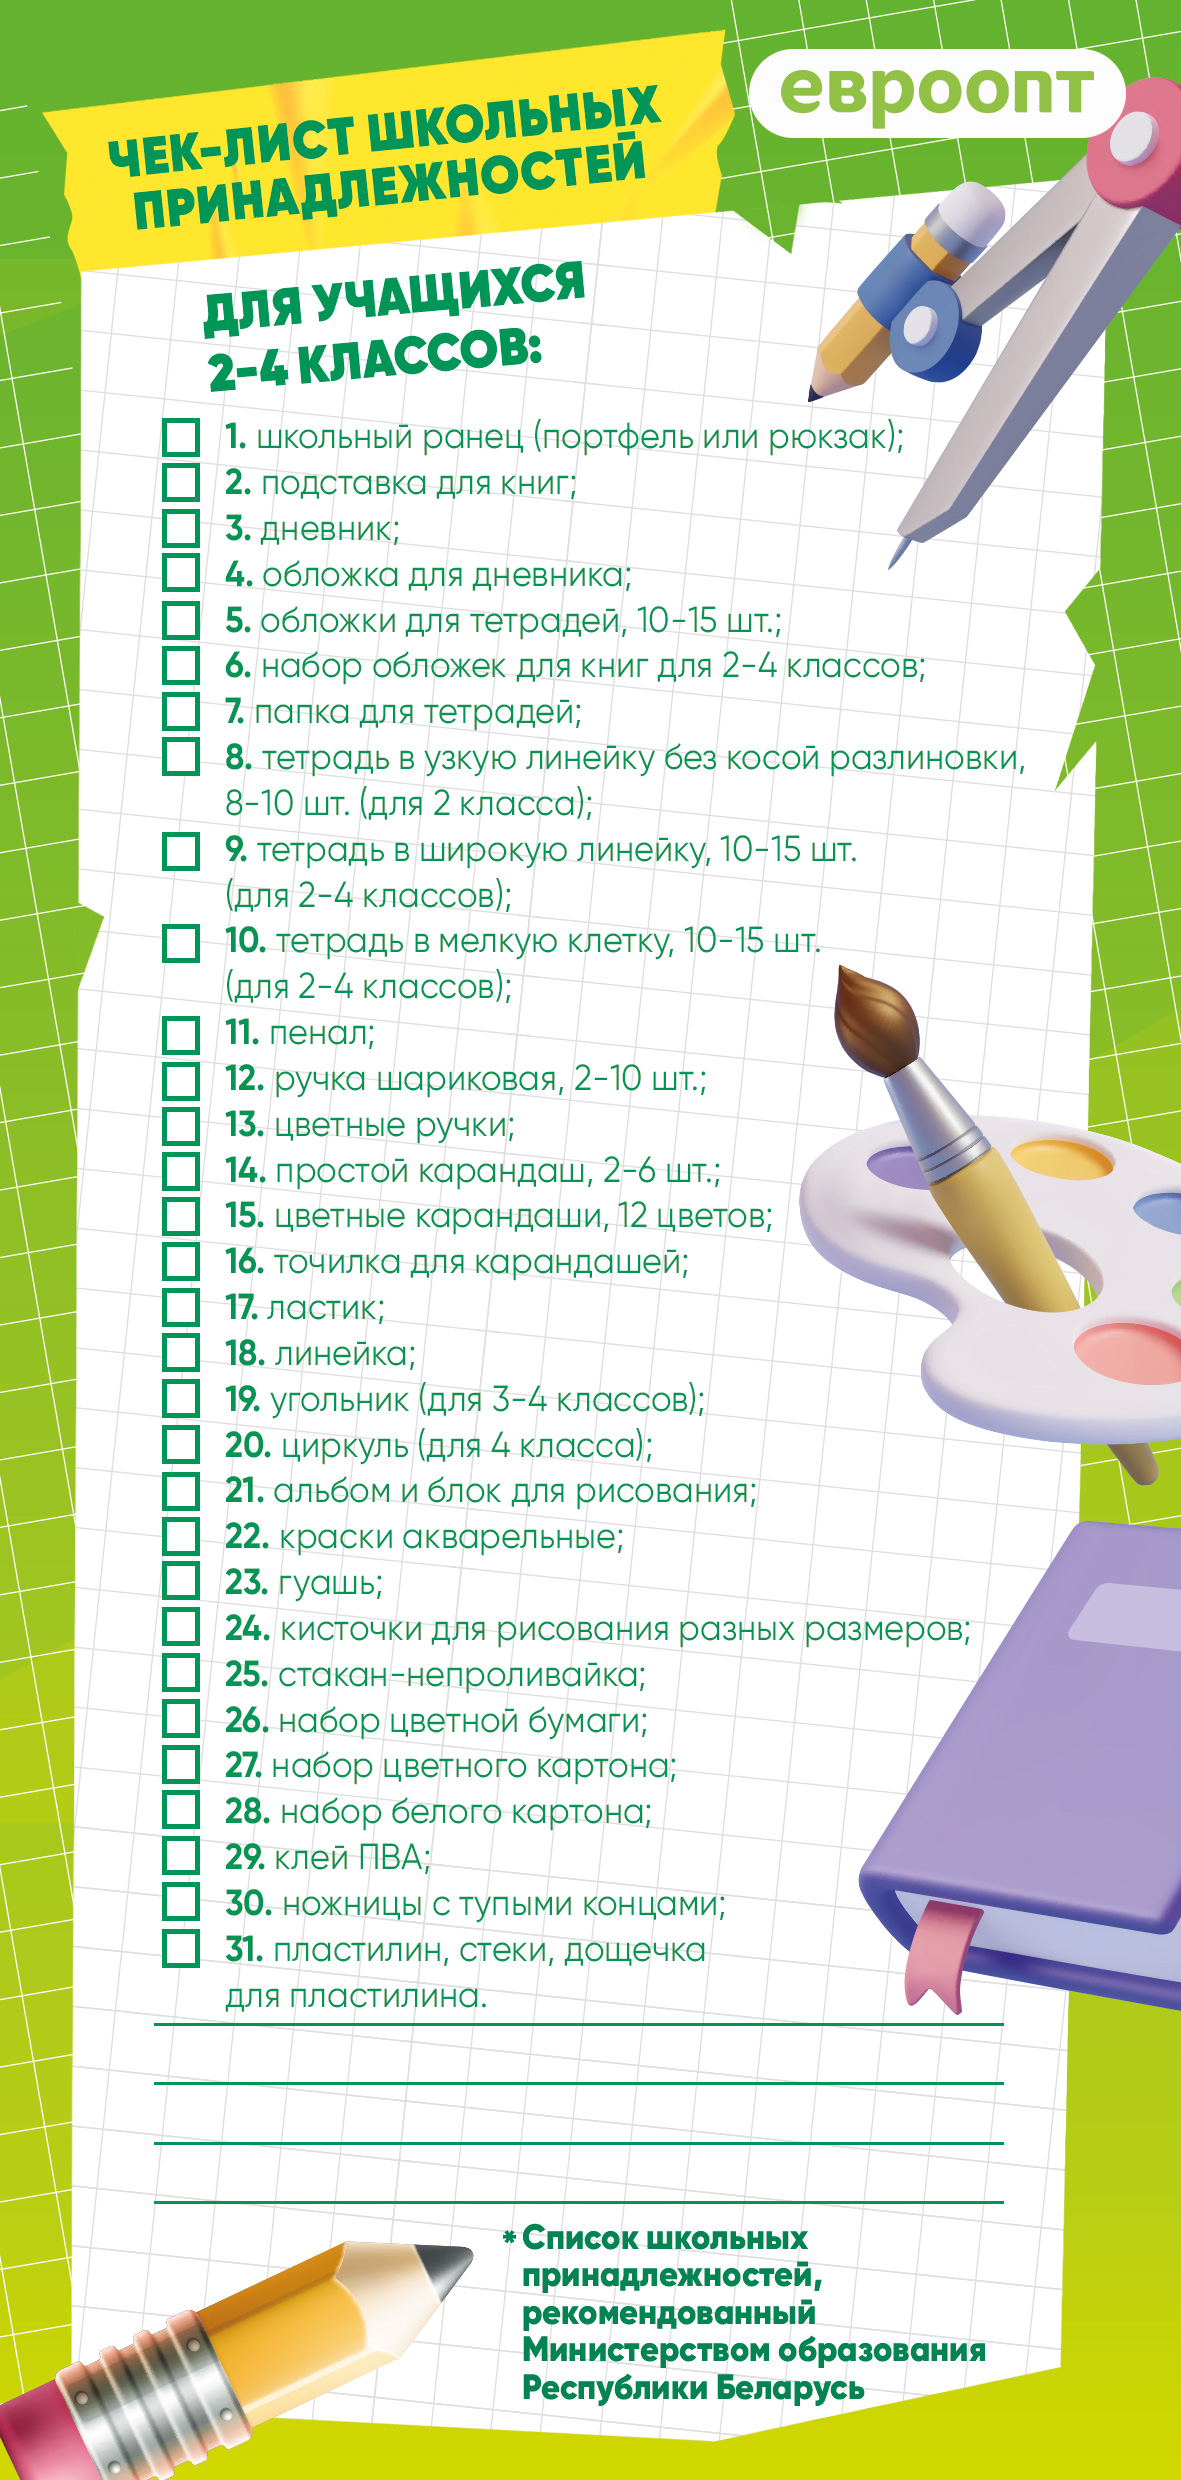 евроопт
ЧЕК-ЛИСТ ШКОЛЬНЫХ
ПРИНАДЛЕЖНОСТЕЙ
ДЛЯ УЧАЩИХСЯ
2-4 КЛАССОВ:
1. школьный ранец (портфель или рюкзак);
2. подставка для книг;
3. дневник;
4. обложка для дневника;
5. обложки для тетрадей, 10-15 шт.;
6. набор обложек для книг для 2-4 классов;
7. папка для тетрадей;
8. тетрадь в узкую линейку без косой разлиновки,
8-10 шт. (для 2 класса);
9. тетрадь в широкую линейку, 10-15 шт.
(для 2-4 классов);
10. тетрадь в мелкую клетку, 10-15 шт.
(для 2-4 классов);
11. пенал;
12. ручка шариковая, 2-10 шт.;
13. цветные ручки;
14. простой карандаш, 2-6 шт.;
15. цветные карандаши, 12 цветов;
16. точилка для карандашей;
17. ластик;
18. линейка;
19. угольник (для 3-4 классов);
20. циркуль (для 4 класса);
21. альбом и блок для рисования;
22. краски акварельные;
23. гуашь;
24. кисточки для рисования разных размеров;
25. стакан-непроливайка;
26. набор цветной бумаги;
27. набор цветного картона;
28. набор белого картона;
29. клей ПВА;
30. ножницы с тупыми концами;
31. пластилин, стеки, дощечка
для пластилина.
* Список школьных
принадлежностей,
рекомендованный
Министерством образования
Республики Беларусь